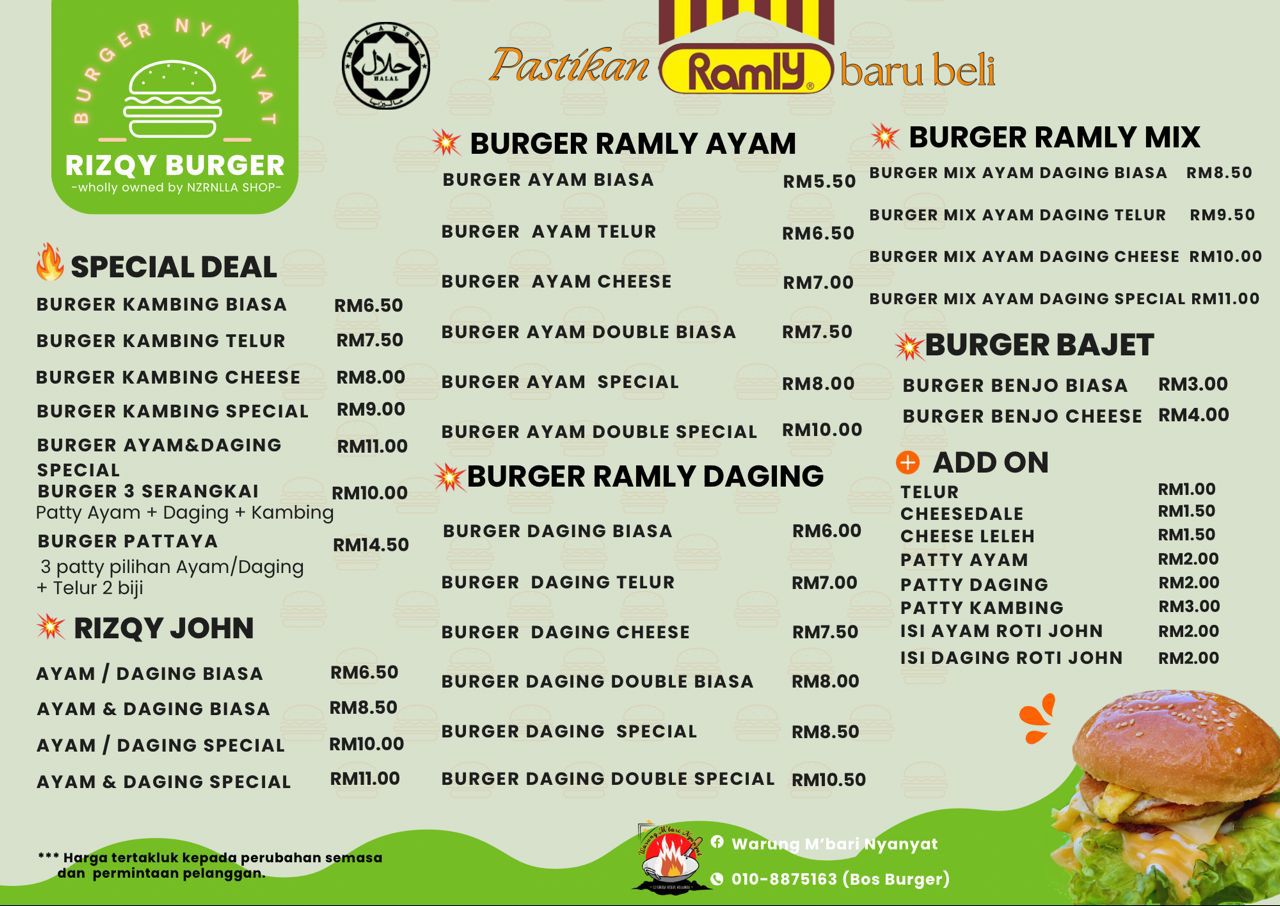 BURGER NYANYAT
RIZQY BURGER
-wholly owned by NZRNLLA SHOP-
MALAYSIA
حلال
HALAL
ماليزيا
Pastikan Ramly® baru beli
SPECIAL DEAL
BURGER KAMBING BIASA RM6.50
BURGER KAMBING TELUR RM7.50
BURGER KAMBING CHEESE RM8.00
BURGER KAMBING SPECIAL RM9.00
BURGER AYAM&DAGING RM11.00
SPECIAL
BURGER 3 SERANGKAI RM10.00
Patty Ayam + Daging + Kambing
BURGER PATTAYA RM14.50
3 patty pilihan Ayam/Daging
+ Telur 2 biji
RIZQY JOHN
AYAM / DAGING BIASA RM6.50
AYAM & DAGING BIASA RM8.50
AYAM / DAGING SPECIAL RM10.00
AYAM & DAGING SPECIAL RM11.00
BURGER RAMLY AYAM
BURGER AYAM BIASA RM5.50
BURGER AYAM TELUR RM6.50
BURGER AYAM CHEESE RM7.00
BURGER AYAM DOUBLE BIASA RM7.50
BURGER AYAM SPECIAL RM8.00
BURGER AYAM DOUBLE SPECIAL RM10.00
BURGER RAMLY DAGING
BURGER DAGING BIASA RM6.00
BURGER DAGING TELUR RM7.00
BURGER DAGING CHEESE RM7.50
BURGER DAGING DOUBLE BIASA RM8.00
BURGER DAGING SPECIAL RM8.50
BURGER DAGING DOUBLE SPECIAL RM10.50
BURGER RAMLY MIX
BURGER MIX AYAM DAGING BIASA RM8.50
BURGER MIX AYAM DAGING TELUR RM9.50
BURGER MIX AYAM DAGING CHEESE RM10.00
BURGER MIX AYAM DAGING SPECIAL RM11.00
BURGER BAJET
BURGER BENJO BIASA RM3.00
BURGER BENJO CHEESE RM4.00
ADD ON
TELUR RM1.00
CHEESEDALE RM1.50
CHEESE LELEH RM1.50
PATTY AYAM RM2.00
PATTY DAGING RM2.00
PATTY KAMBING RM3.00
ISI AYAM ROTI JOHN RM2.00
ISI DAGING ROTI JOHN RM2.00
*** Harga tertakluk kepada perubahan semasa
dan permintaan pelanggan.
Warung M'bari Nyanyat
Warung M'bari Nyanyat
010-8875163 (Bos Burger)